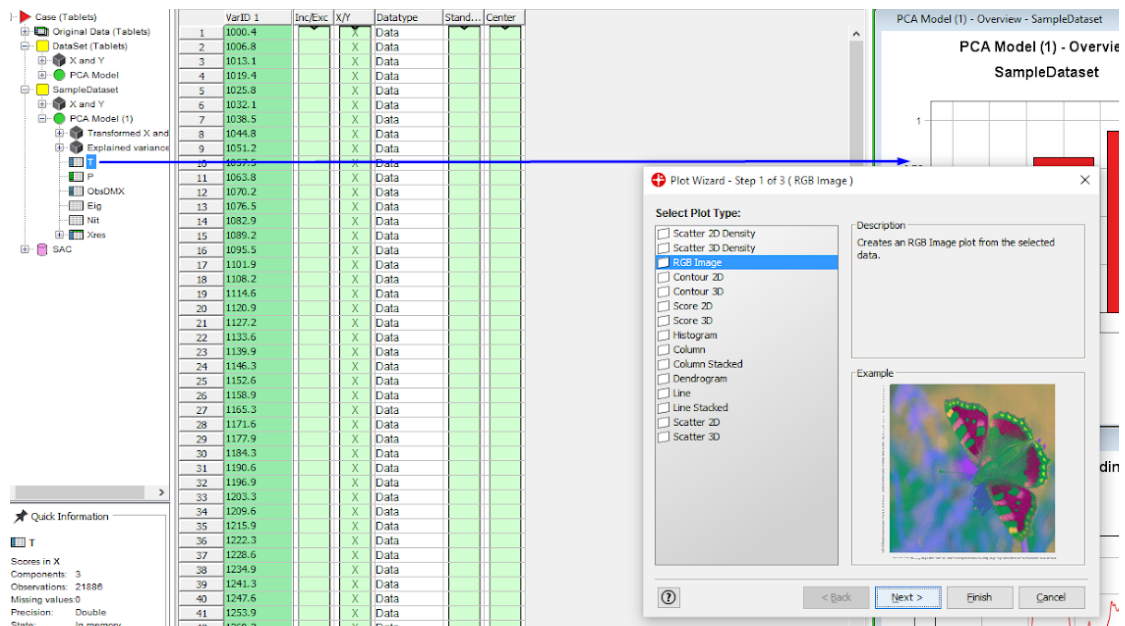 Case (Tablets)
Original Data (Tablets)
DataSet (Tablets)
X and Y
PCA Model
SampleDataset
X and Y
PCA Model (1)
Transformed X and
Explained variance
T
P
ObsDMX
Eig
Nit
Xres
SAC
Quick Information
T
Scores in X
Components: 3
Observations: 21886
Missing values:0
Precision: Double
State: In memory
VarID 1 Inc/Exc X/Y Datatype Stand... Center
1 1000.4 X Data
2 1006.8 X Data
3 1013.1 X Data
4 1019.4 X Data
5 1025.8 X Data
6 1032.1 X Data
7 1038.5 X Data
8 1044.8 X Data
9 1051.2 X Data
10 1057.5 X Data
11 1063.8 X Data
12 1070.2 X Data
13 1076.5 X Data
14 1082.9 X Data
15 1089.2 X Data
16 1095.5 X Data
17 1101.9 X Data
18 1108.2 X Data
19 1114.6 X Data
20 1120.9 X Data
21 1127.2 X Data
22 1133.6 X Data
23 1139.9 X Data
24 1146.3 X Data
25 1152.6 X Data
26 1158.9 X Data
27 1165.3 X Data
28 1171.6 X Data
29 1177.9 X Data
30 1184.3 X Data
31 1190.6 X Data
32 1196.9 X Data
33 1203.3 X Data
34 1209.6 X Data
35 1215.9 X Data
36 1222.3 X Data
37 1228.6 X Data
38 1234.9 X Data
39 1241.3 X Data
40 1247.6 X Data
41 1253.9 X Data
PCA Model (1) - Overview - SampleDataset
PCA Model (1) - Overvie
SampleDataset
1
Plot Wizard - Step 1 of 3 ( RGB Image )
Select Plot Type:
Scatter 2D Density
Scatter 3D Density
RGB Image
Contour 2D
Contour 3D
Score 2D
Score 3D
Histogram
Column
Column Stacked
Dendrogram
Line
Line Stacked
Scatter 2D
Scatter 3D
Description
Creates an RGB Image plot from the selected
data.
Example
< Back Next > Finish Cancel
din